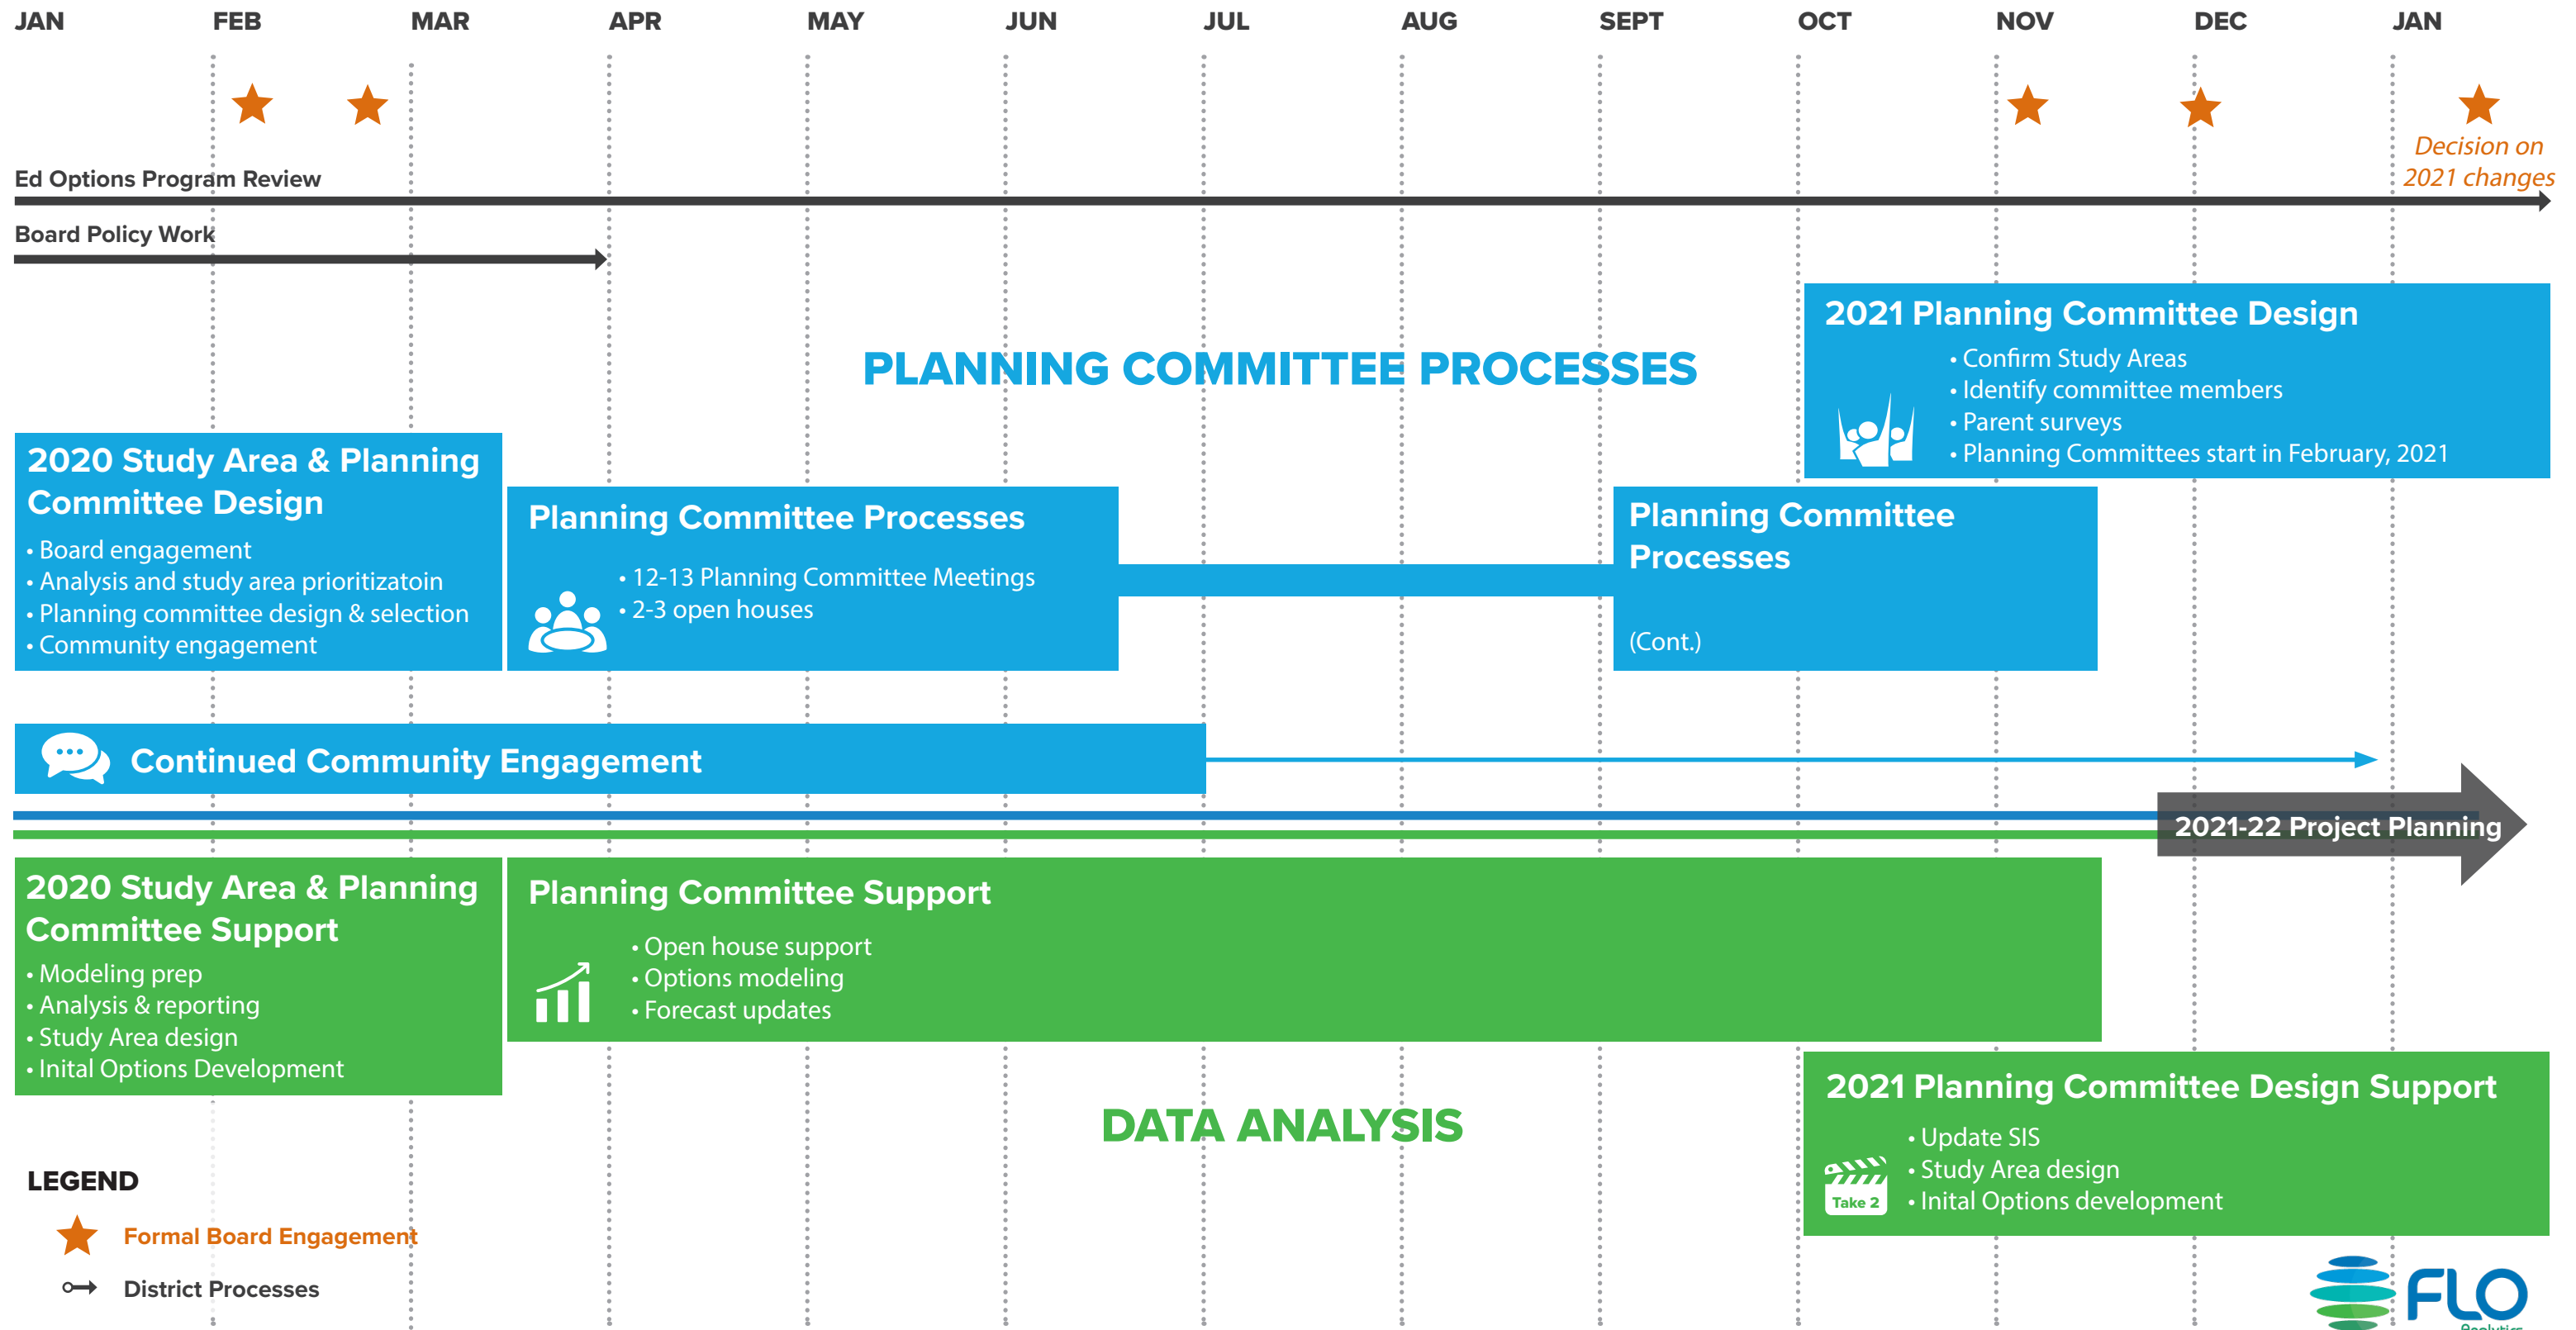 JAN FEB MAR APR MAY JUN JUL AUG SEPT OCT NOV DEC JAN
Decision on
2021 changes
Ed Options Program Review
Board Policy Work
PLANNING COMMITTEE PROCESSES
2021 Planning Committee Design
• Confirm Study Areas
• Identify committee members
• Parent surveys
• Planning Committees start in February, 2021
2020 Study Area & Planning
Committee Design
• Board engagement
• Analysis and study area prioritizatoin
• Planning committee design & selection
• Community engagement
Planning Committee Processes
• 12-13 Planning Committee Meetings
• 2-3 open houses
Planning Committee
Processes
(Cont.)
Continued Community Engagement
2021-22 Project Planning
2020 Study Area & Planning
Committee Support
• Modeling prep
• Analysis & reporting
• Study Area design
• Inital Options Development
Planning Committee Support
• Open house support
• Options modeling
• Forecast updates
DATA ANALYSIS
2021 Planning Committee Design Support
• Update SIS
• Study Area design
• Inital Options development
Take 2
LEGEND
Formal Board Engagement
District Processes
FLO